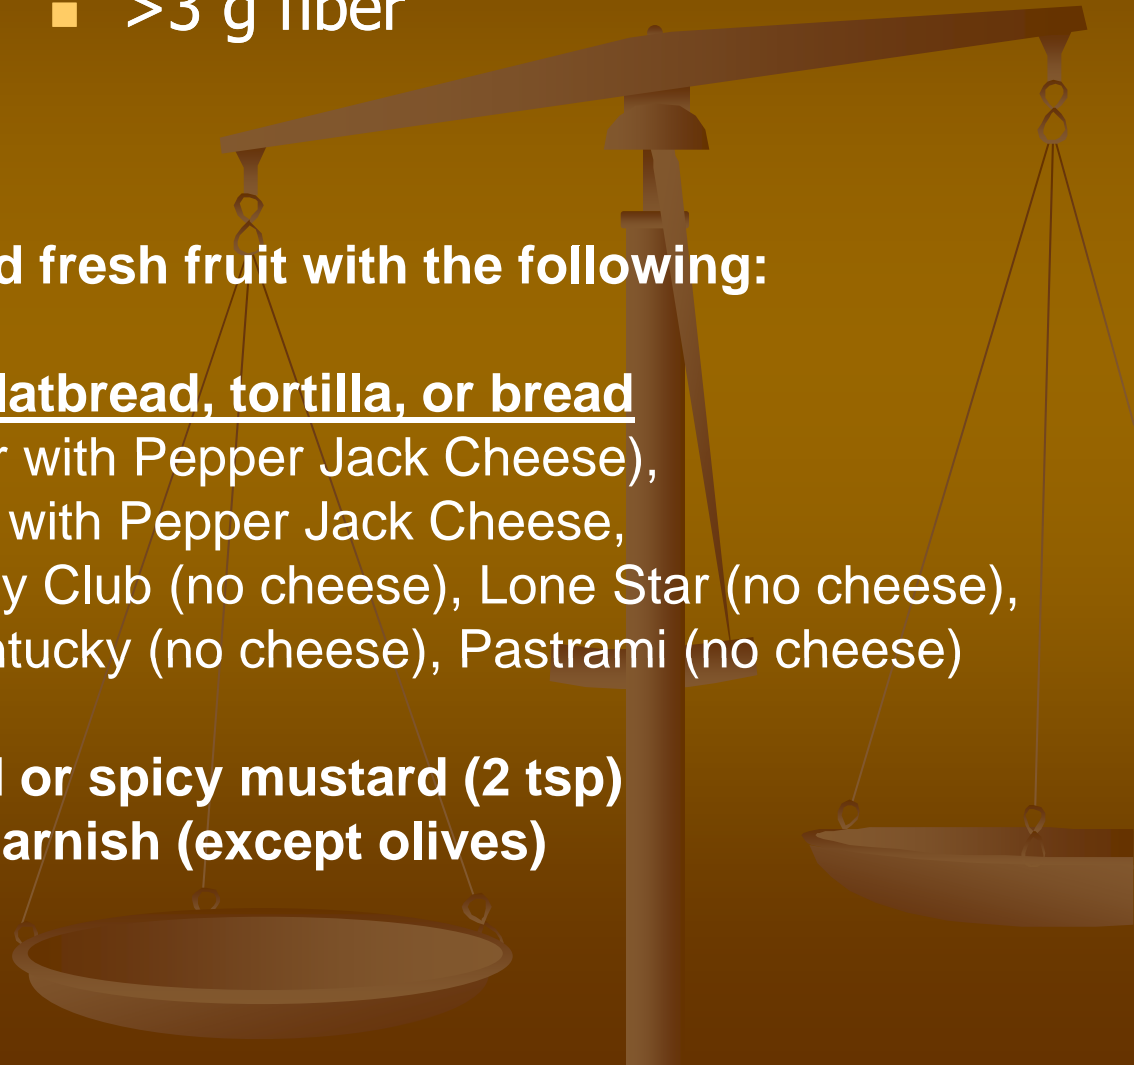 >3 g fiber
d fresh fruit with the following:
latbread, tortilla, or bread
r with Pepper Jack Cheese),
with Pepper Jack Cheese,
y Club (no cheese), Lone Star (no cheese),
ntucky (no cheese), Pastrami (no cheese)
l or spicy mustard (2 tsp)
arnish (except olives)